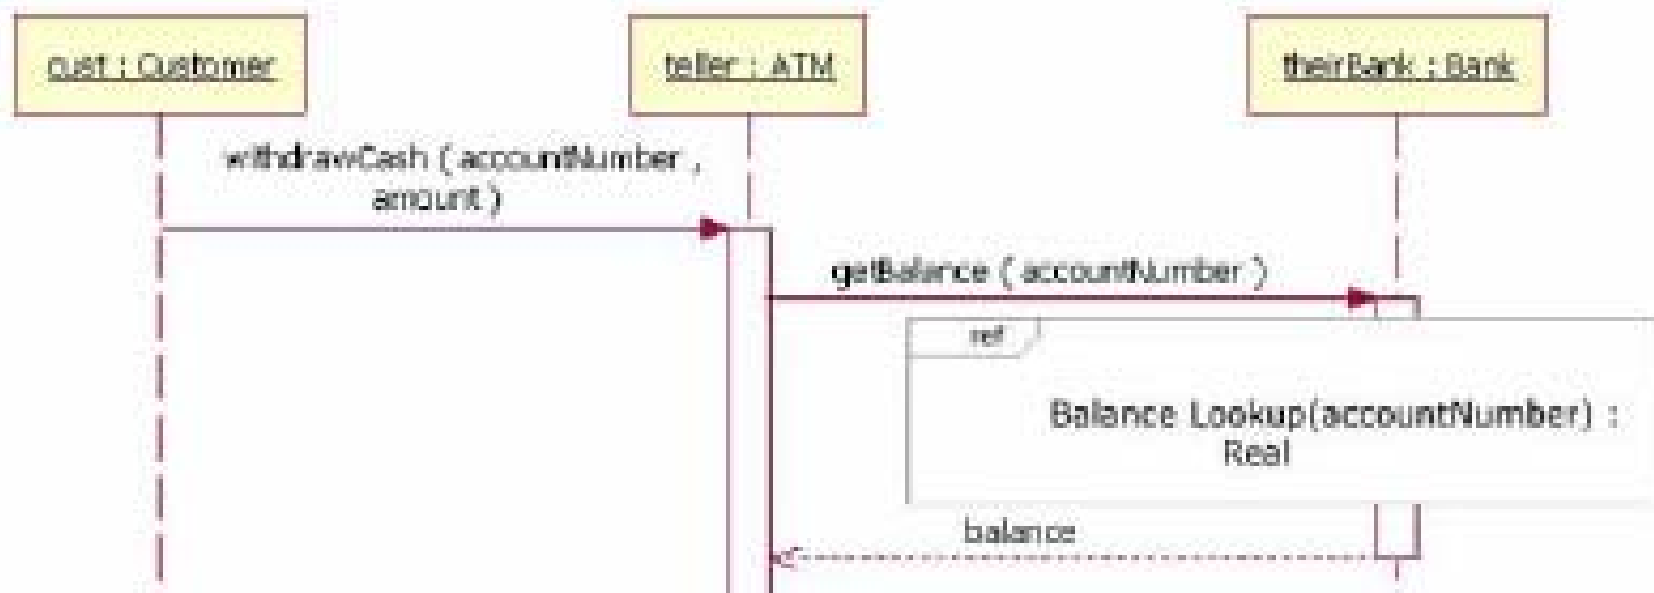 cust : Customer
teller : ATM
theirBank : Bank
withdrawCash ( accountNumber ,
amount )
getBalance ( accountNumber )
ref
Balance Lookup(accountNumber) :
Real
balance